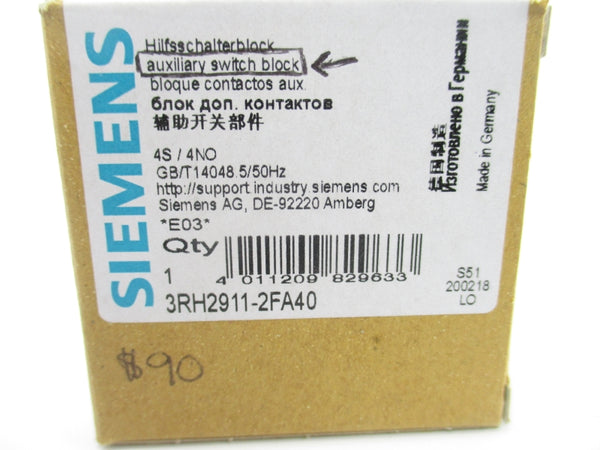 SIEMENS
Hilfsschalterblock
auxiliary switch block
bloque contactos aux.
блок доп. контактов
辅助开关部件
4S / 4NO
GB/T14048.5/50Hz
http://support.industry.siemens.com
Siemens AG, DE-92220 Amberg
*E03*
Qty
1
4 011209 829633
3RH2911-2FA40
德国制造
Изготовлено в Германии
Made in Germany
S51
200218
LO
$90